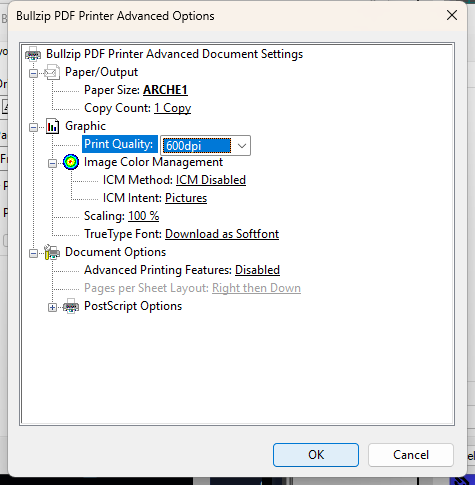 Bullzip PDF Printer Advanced Options
Bullzip PDF Printer Advanced Document Settings
Paper/Output
Paper Size: ARCHE1
Copy Count: 1 Copy
Graphic
Print Quality: 600dpi
Image Color Management
ICM Method: ICM Disabled
ICM Intent: Pictures
Scaling: 100 %
TrueType Font: Download as Softfont
Document Options
Advanced Printing Features: Disabled
Pages per Sheet Layout: Right then Down
PostScript Options
OK Cancel